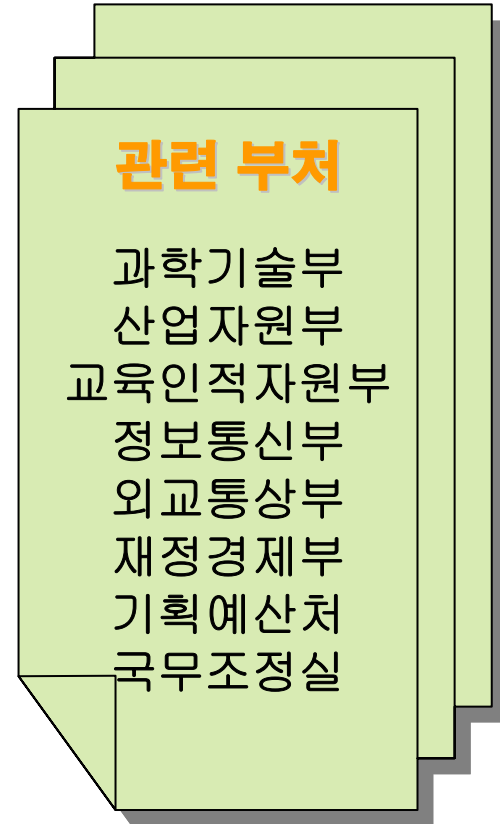 관련 부처
과학기술부
산업자원부
교육인적자원부
정보통신부
외교통상부
재정경제부
기획예산처
국무조정실